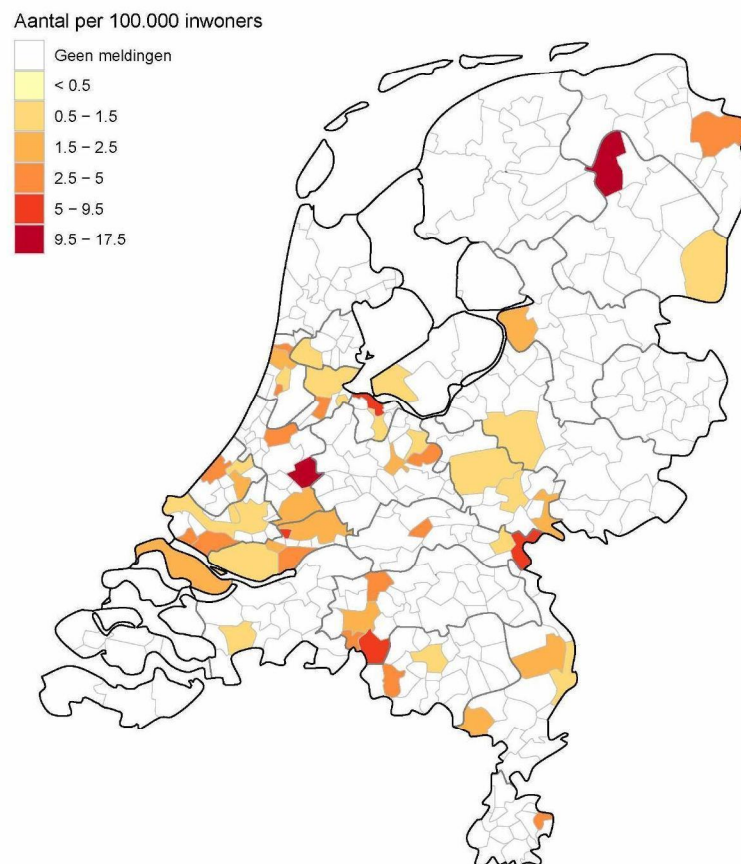 Aantal per 100.000 inwoners
Geen meldingen
< 0.5
0.5 – 1.5
1.5 – 2.5
2.5 – 5
5 – 9.5
9.5 – 17.5